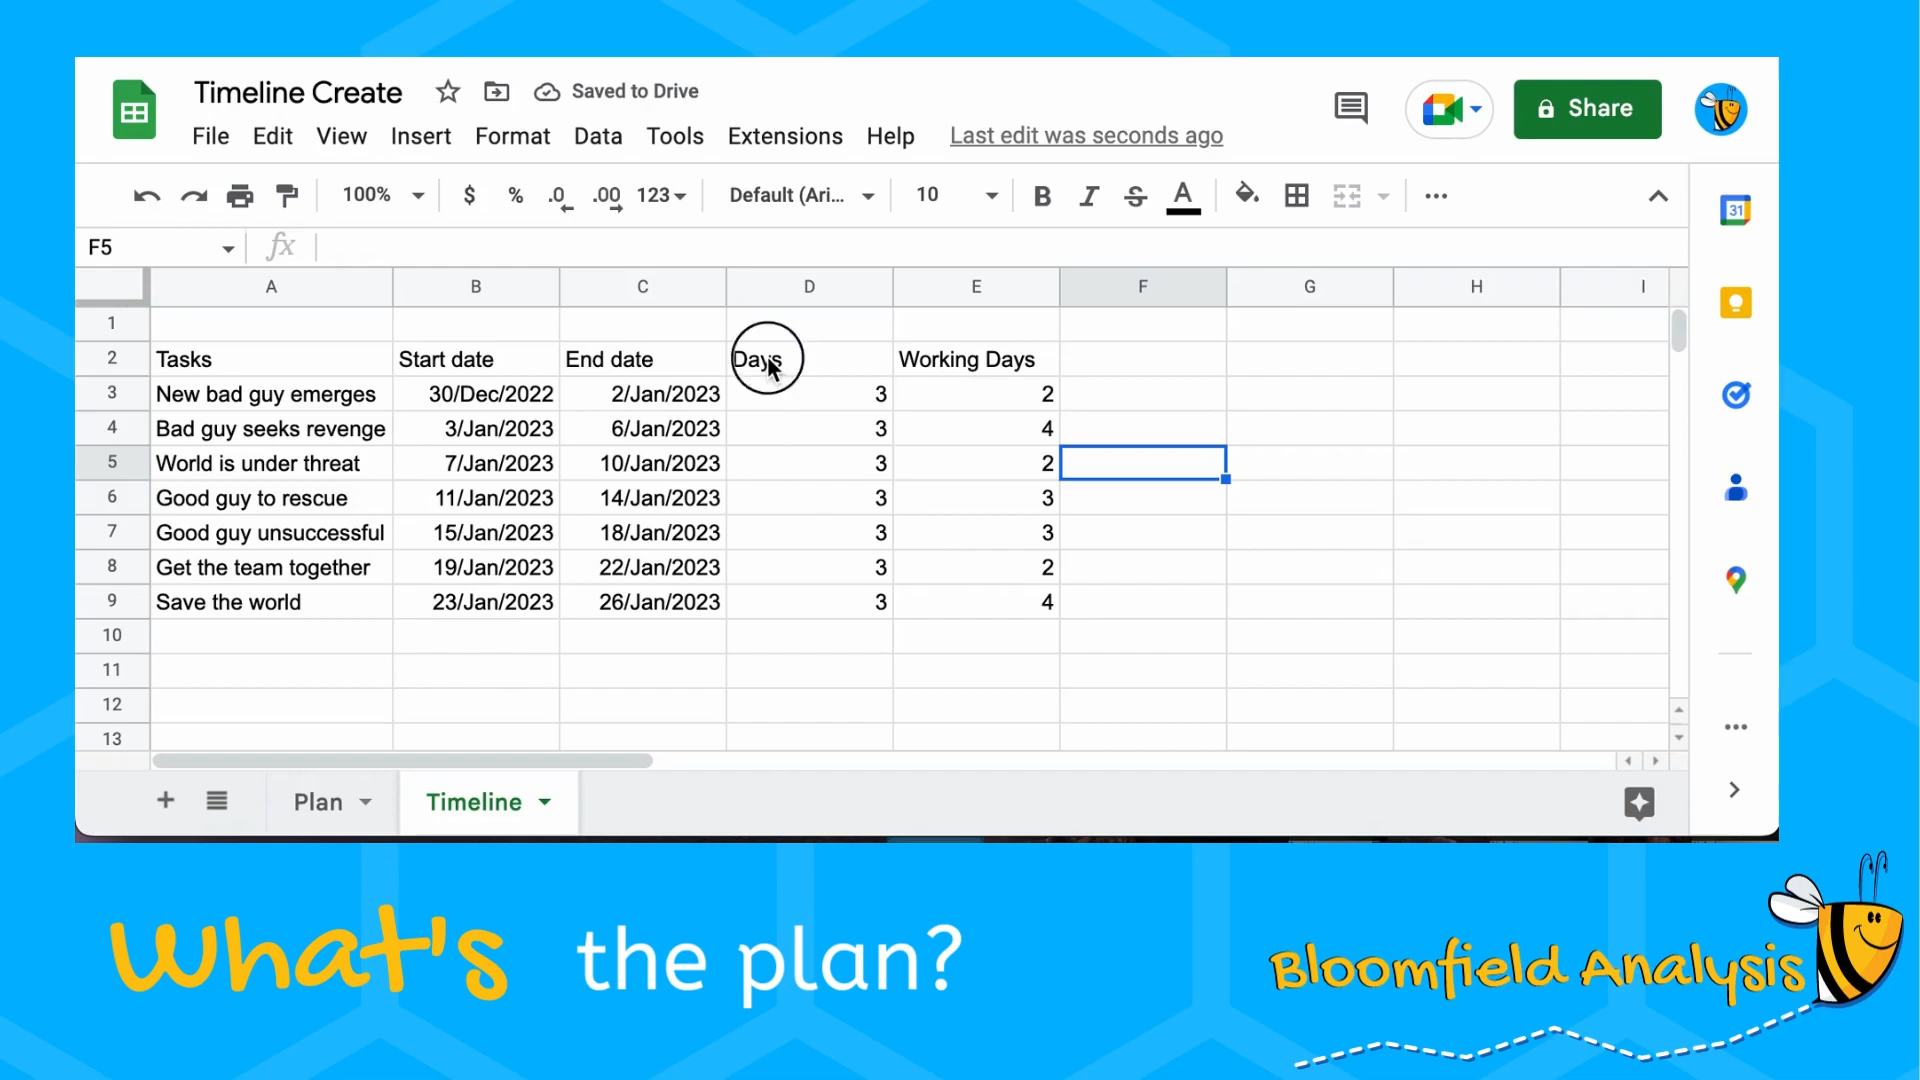 Timeline Create Saved to Drive
File Edit View Insert Format Data Tools Extensions Help Last edit was seconds ago
Share
100% $ % .0 .00 123 Default (Ari... 10 B I S A
31
F5 fx
A B C D E F G H I
1
2 Tasks Start date End date Days Working Days
3 New bad guy emerges 30/Dec/2022 2/Jan/2023 3 2
4 Bad guy seeks revenge 3/Jan/2023 6/Jan/2023 3 4
5 World is under threat 7/Jan/2023 10/Jan/2023 3 2
6 Good guy to rescue 11/Jan/2023 14/Jan/2023 3 3
7 Good guy unsuccessful 15/Jan/2023 18/Jan/2023 3 3
8 Get the team together 19/Jan/2023 22/Jan/2023 3 2
9 Save the world 23/Jan/2023 26/Jan/2023 3 4
10
11
12
13
Plan Timeline
What's the plan?
Bloomfield Analysis